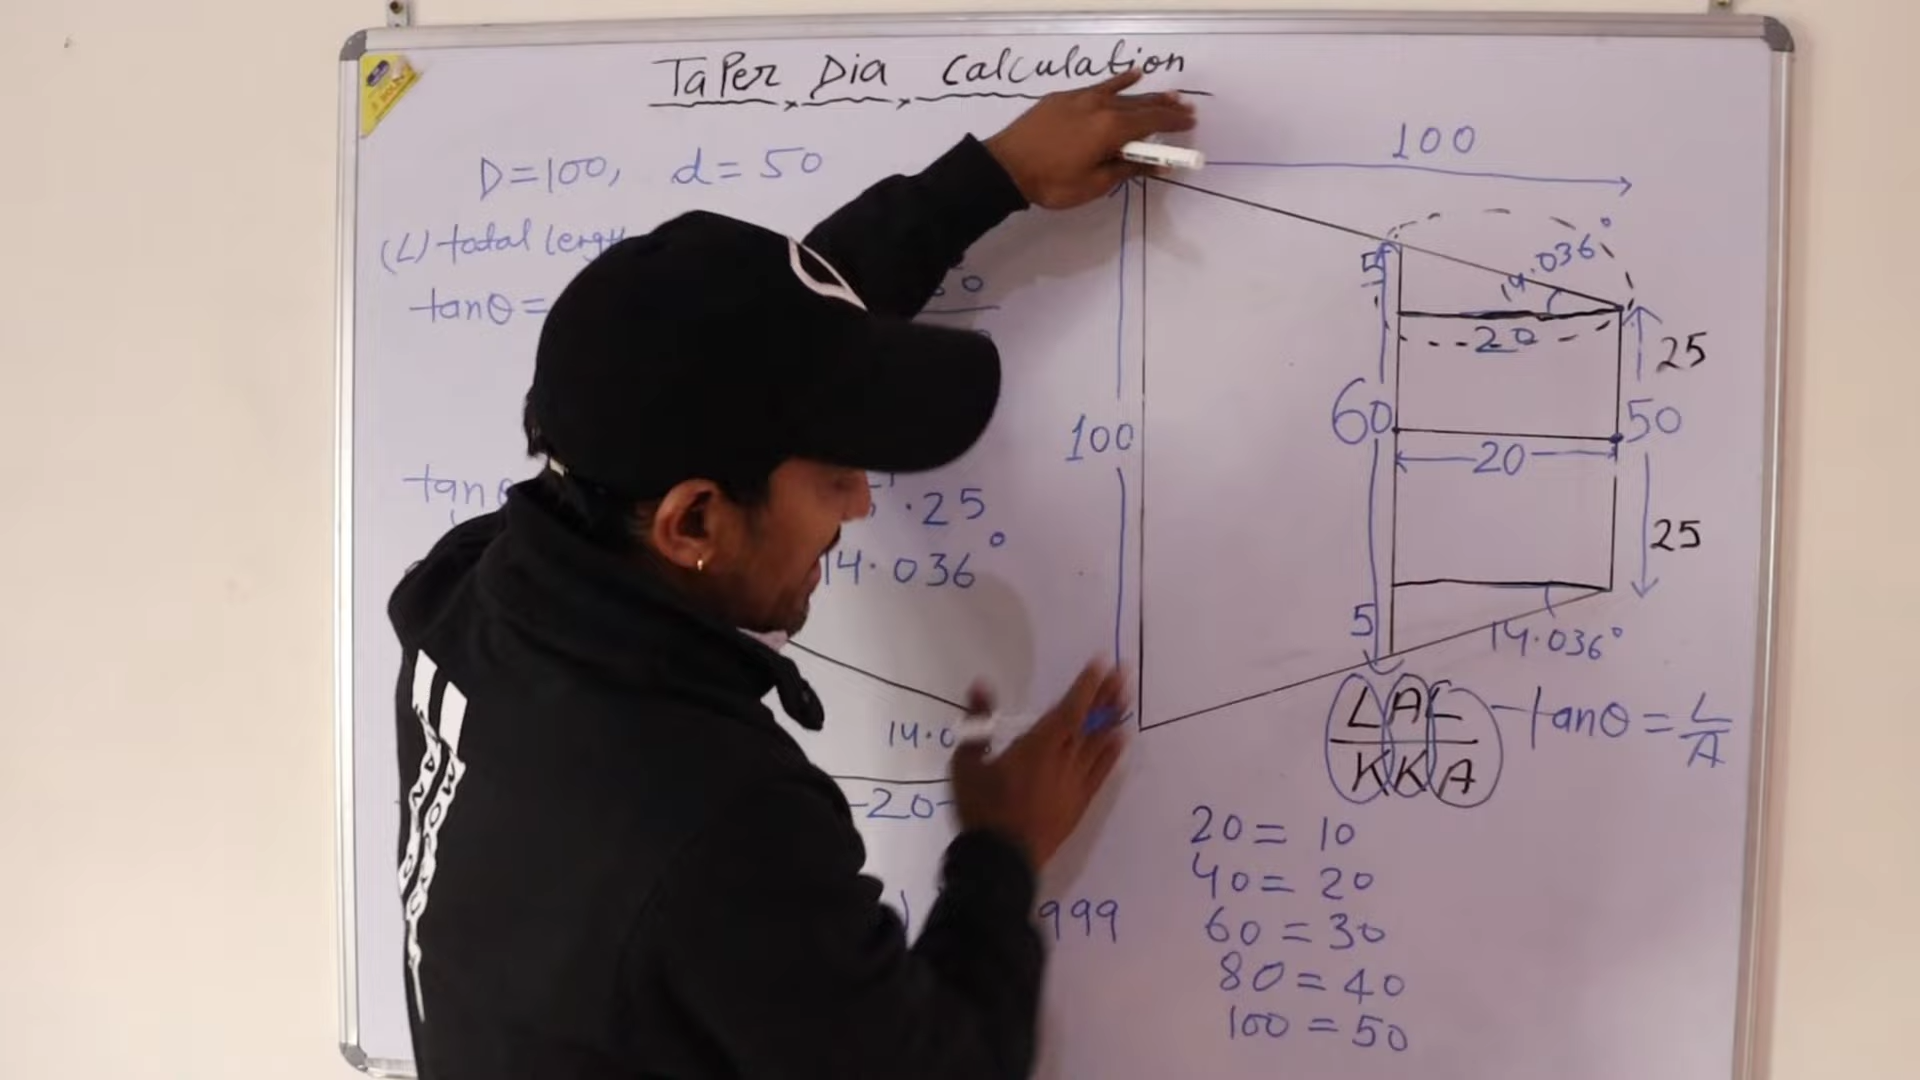 TaPer Dia Calculation
D=100, d=50
(L) total length
tanθ=
tanθ
.25
14.036°
14.0
20
999
100
100
5
14.036°
20
25
60
50
20
25
5
14.036°
LAL
KKA
tanθ = L/A
20 = 10
40 = 20
60 = 30
80 = 40
100 = 50